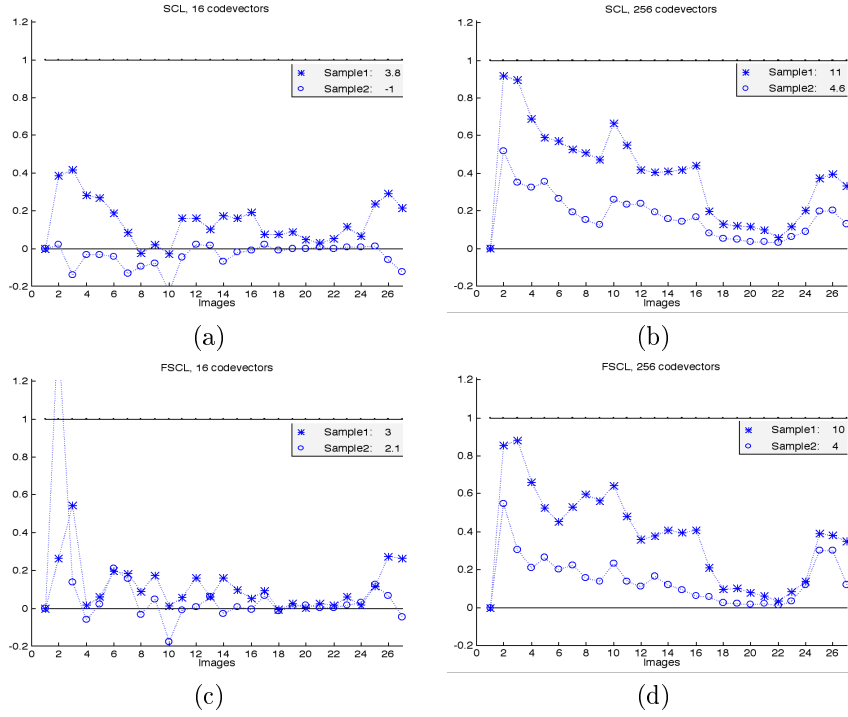 SCL, 16 codevectors
1.2
1
0.8
0.6
0.4
0.2
0
-0.2
Sample1: 3.8
Sample2: -1
0 2 4 6 8 10 12 14 16 18 20 22 24 26
Images
(a)
SCL, 256 codevectors
1.2
1
0.8
0.6
0.4
0.2
0
-0.2
Sample1: 11
Sample2: 4.6
0 2 4 6 8 10 12 14 16 18 20 22 24 26
Images
(b)
FSCL, 16 codevectors
1.2
1
0.8
0.6
0.4
0.2
0
-0.2
Sample1: 3
Sample2: 2.1
0 2 4 6 8 10 12 14 16 18 20 22 24 26
Images
(c)
FSCL, 256 codevectors
1.2
1
0.8
0.6
0.4
0.2
0
-0.2
Sample1: 10
Sample2: 4
0 2 4 6 8 10 12 14 16 18 20 22 24 26
Images
(d)